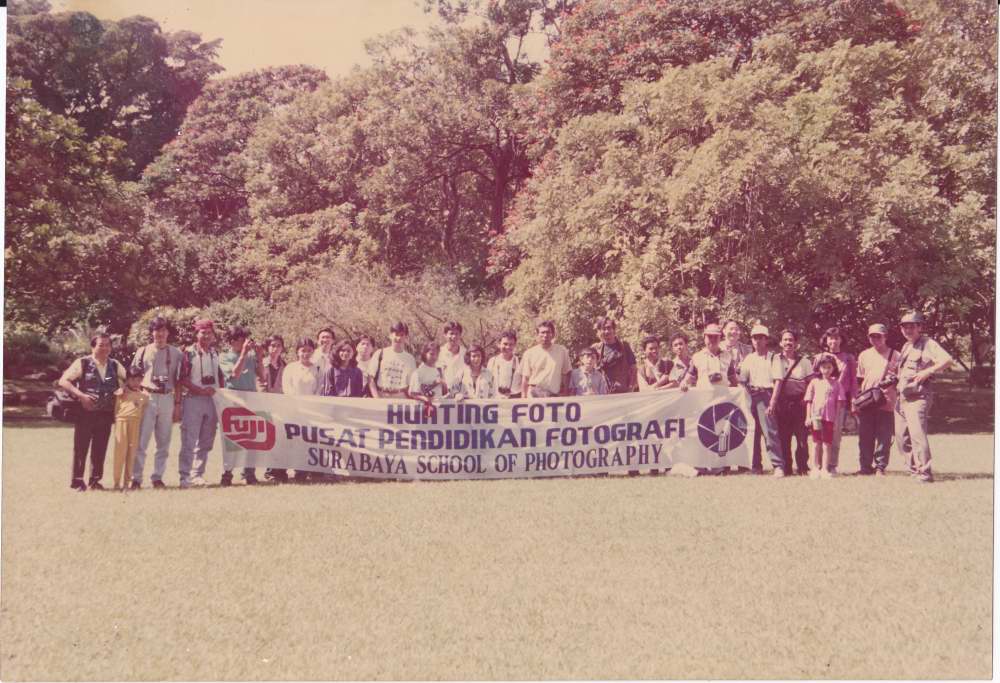 HUNTING FOTO
FUJI PUSAT PENDIDIKAN FOTOGRAFI
SURABAYA SCHOOL OF PHOTOGRAPHY